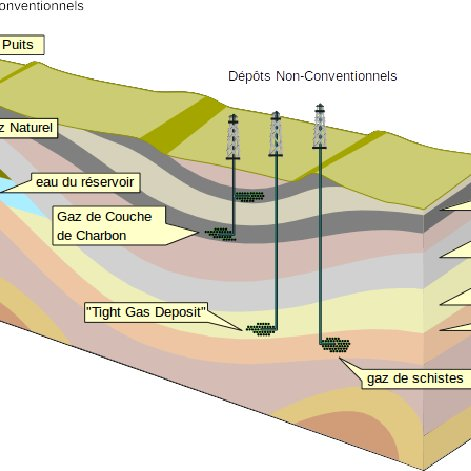 onventionnels
Puits
Dépôts Non-Conventionnels
z Naturel
eau du réservoir
Gaz de Couche
de Charbon
"Tight Gas Deposit"
gaz de schistes